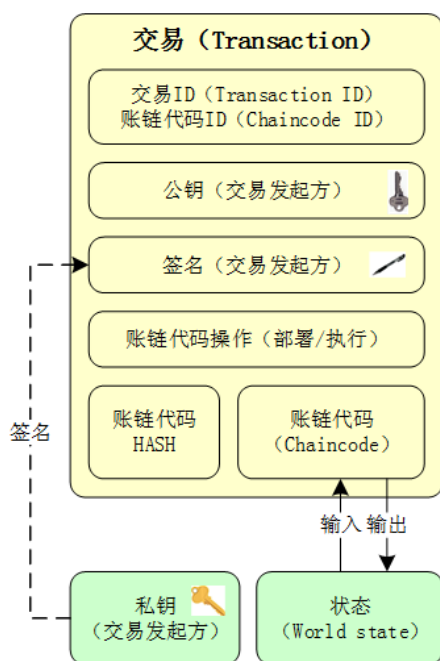 交易（Transaction）
交易ID（Transaction ID）
账链代码ID（Chaincode ID）
公钥（交易发起方）
签名（交易发起方）
账链代码操作（部署/执行）
账链代码
HASH
账链代码
（Chaincode）
签名
输入
输出
私钥
（交易发起方）
状态
（World state）